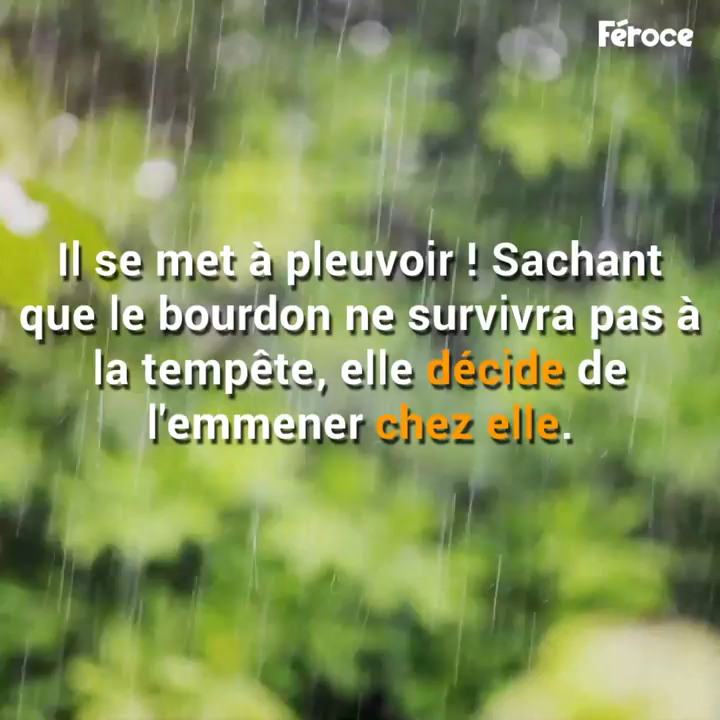 Féroce
Il se met à pleuvoir ! Sachant
que le bourdon ne survivra pas à
la tempête, elle décide de
l'emmener chez elle.